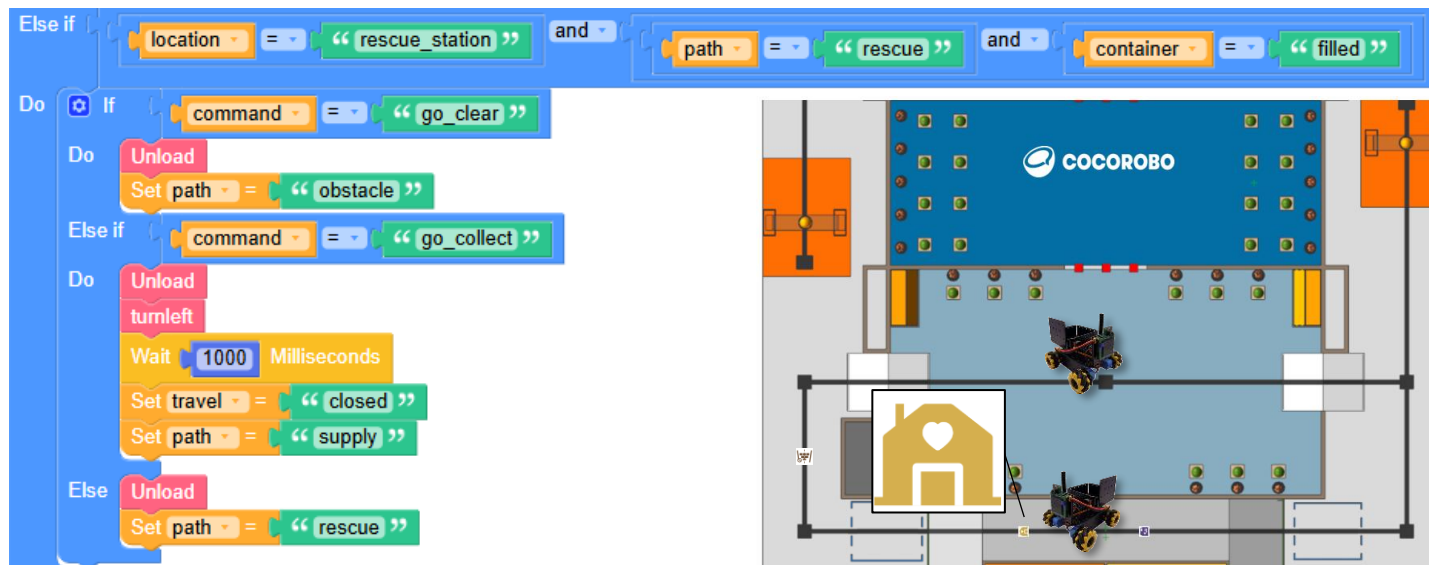 Else if location = “ rescue_station ” and path = “ rescue ” and container = “ filled ”
Do If command = “ go_clear ”
Do Unload
Set path = “ obstacle ”
Else if command = “ go_collect ”
Do Unload
turnleft
Wait 1000 Milliseconds
Set travel = “ closed ”
Set path = “ supply ”
Else Unload
Set path = “ rescue ”
COCOROBO